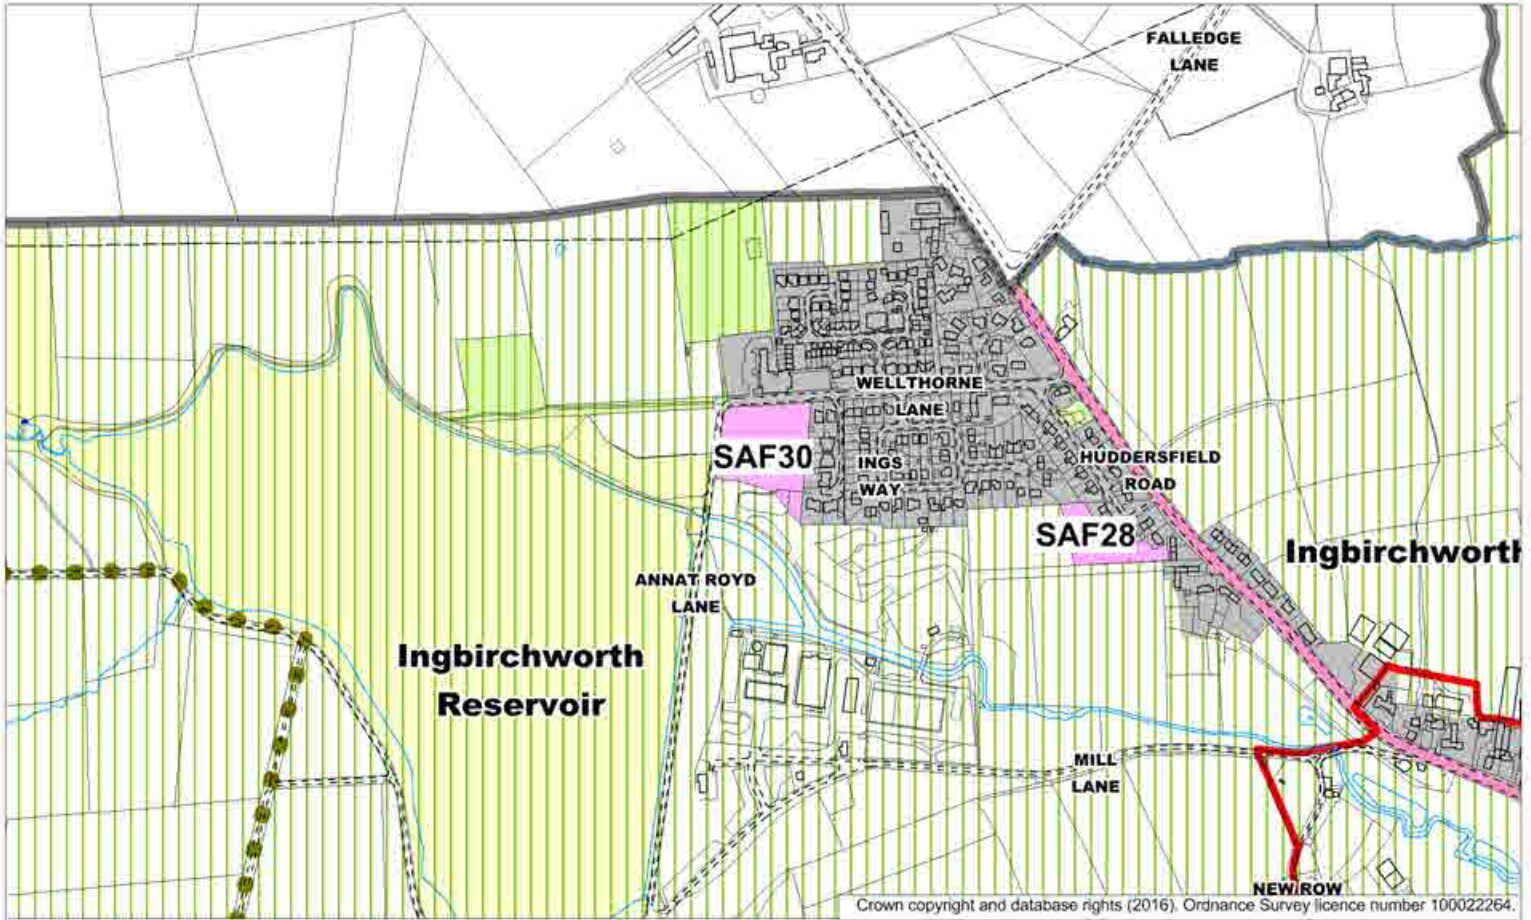 FALLEDGE
LANE
WELLTHORNE
LANE
SAF30
INGS
WAY
HUDDERSFIELD
ROAD
SAF28
Ingbirchworth
ANNAT ROYD
LANE
Ingbirchworth
Reservoir
MILL
LANE
NEW ROW
Crown copyright and database rights (2016). Ordnance Survey licence number 100022264.